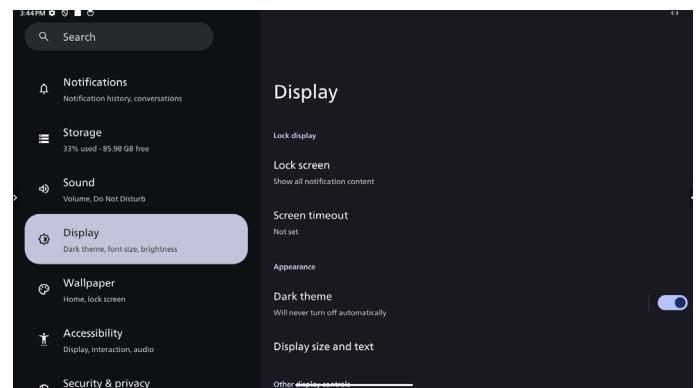 3:44 PM
Search
Notifications
Notification history, conversations
Storage
33% used - 85.98 GB free
Sound
Volume, Do Not Disturb
Display
Dark theme, font size, brightness
Wallpaper
Home, lock screen
Accessibility
Display, interaction, audio
Security & privacy
Display
Lock display
Lock screen
Show all notification content
Screen timeout
Not set
Appearance
Dark theme
Will never turn off automatically
Display size and text
Other display controls